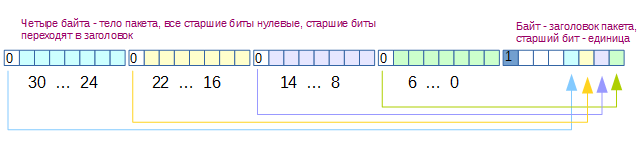 Четыре байта - тело пакета, все старшие биты нулевые, старшие биты
переходят в заголовок
Байт - заголовок пакета,
старший бит - единица
0 0 0 0 1
30 ... 24 22 ... 16 14 ... 8 6 ... 0